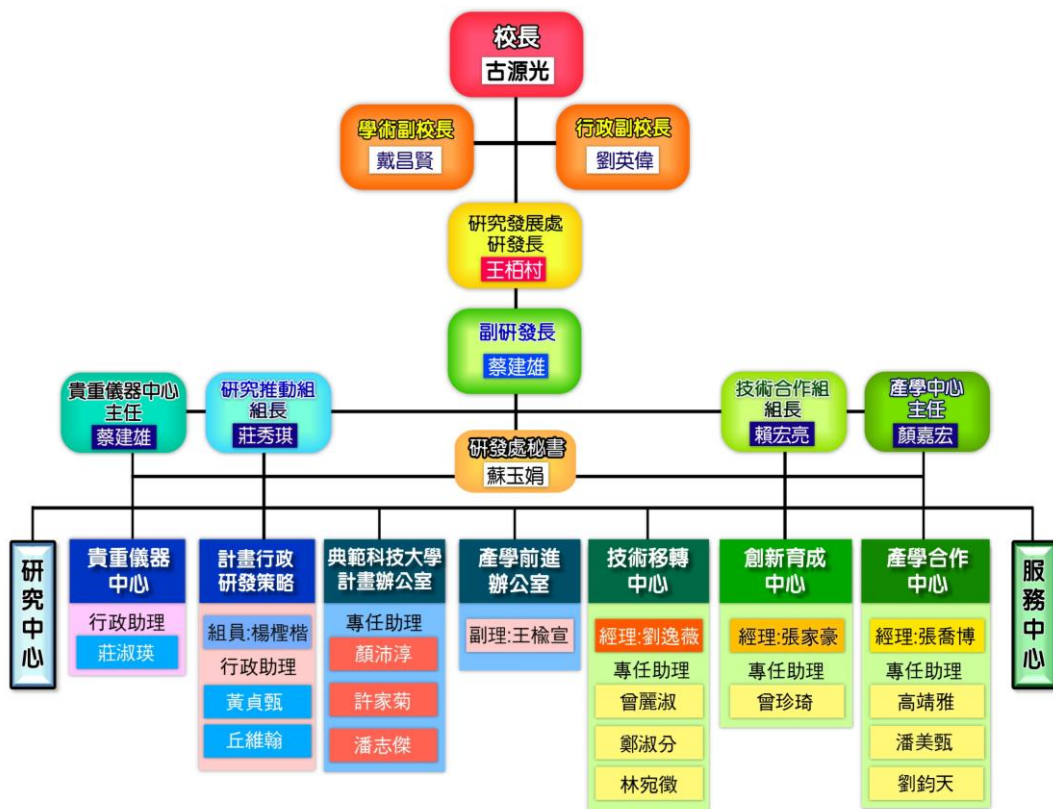 校長
古源光
學術副校長
戴昌賢
行政副校長
劉英偉
研究發展處
研發長
王栢村
副研發長
蔡建雄
貴重儀器中心
主任
蔡建雄
研究推動組
組長
莊秀琪
技術合作組
組長
賴宏亮
產學中心
主任
顏嘉宏
研發處秘書
蘇玉娟
研究中心
貴重儀器
中心
行政助理
莊淑瑛
計畫行政
研發策略
組員:楊檉楷
行政助理
黃貞甄
丘維翰
典範科技大學
計畫辦公室
專任助理
顏沛淳
許家菊
潘志傑
產學前進
辦公室
副理:王楡宣
技術移轉
中心
經理:劉逸薇
專任助理
曾麗淑
鄭淑分
林宛徵
創新育成
中心
經理:張家豪
專任助理
曾珍琦
產學合作
中心
經理:張喬博
專任助理
高靖雅
潘美甄
劉鈞天
服務中心